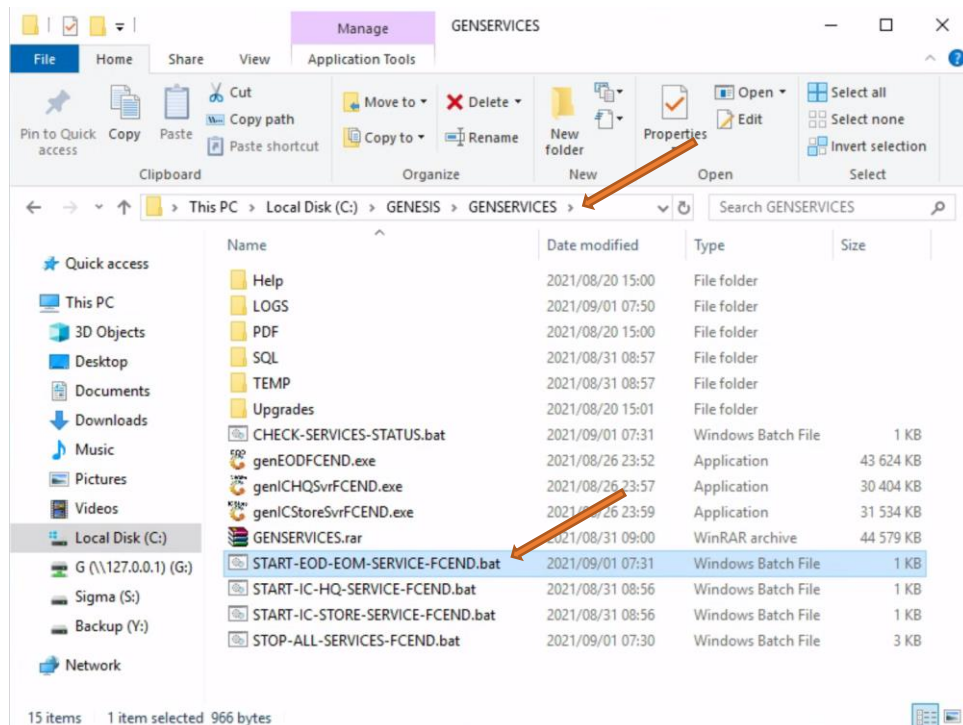 Manage
GENSERVICES
File
Home
Share
View
Application Tools
Pin to Quick access
Copy
Paste
Cut
Copy path
Paste shortcut
Move to
Copy to
Delete
Rename
New folder
Properties
Open
Edit
Select all
Select none
Invert selection
Clipboard
Organize
New
Open
Select
This PC > Local Disk (C:) > GENESIS > GENSERVICES >
Search GENSERVICES
Name Date modified Type Size
Quick access
This PC
3D Objects
Desktop
Documents
Downloads
Music
Pictures
Videos
Local Disk (C:)
G (\\127.0.0.1) (G:)
Sigma (S:)
Backup (Y:)
Network
Help 2021/08/20 15:00 File folder
LOGS 2021/09/01 07:50 File folder
PDF 2021/08/20 15:00 File folder
SQL 2021/08/31 08:57 File folder
TEMP 2021/08/31 08:57 File folder
Upgrades 2021/08/20 15:01 File folder
CHECK-SERVICES-STATUS.bat 2021/09/01 07:31 Windows Batch File 1 KB
genEODFCEND.exe 2021/08/26 23:52 Application 43 624 KB
genICHQSvrFCEND.exe 2021/08/26 23:57 Application 30 404 KB
genICStoreSvrFCEND.exe 2021/08/26 23:59 Application 31 534 KB
GENSERVICES.rar 2021/08/31 09:00 WinRAR archive 44 579 KB
START-EOD-EOM-SERVICE-FCEND.bat 2021/09/01 07:31 Windows Batch File 1 KB
START-IC-HQ-SERVICE-FCEND.bat 2021/08/31 08:56 Windows Batch File 1 KB
START-IC-STORE-SERVICE-FCEND.bat 2021/08/31 08:56 Windows Batch File 1 KB
STOP-ALL-SERVICES-FCEND.bat 2021/09/01 07:30 Windows Batch File 3 KB
15 items 1 item selected 966 bytes